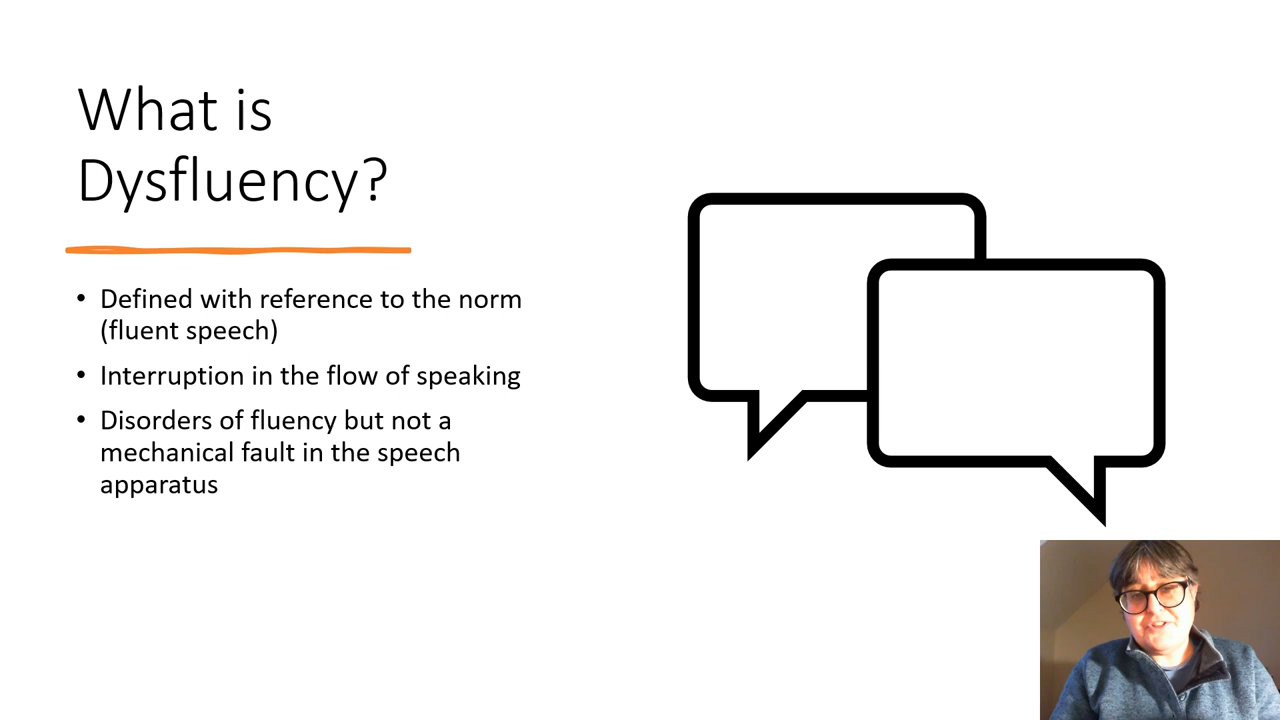 What is
Dysfluency?
• Defined with reference to the norm
(fluent speech)
• Interruption in the flow of speaking
• Disorders of fluency but not a
mechanical fault in the speech
apparatus